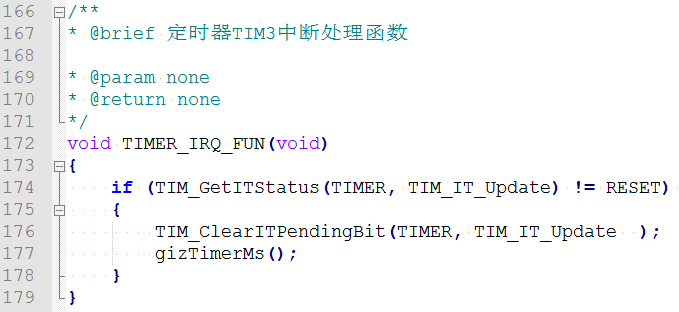 166 /**
167 * @brief 定时器TIM3中断处理函数
168
169 * @param none
170 * @return none
171 */
172 void TIMER_IRQ_FUN(void)
173 {
174 if (TIM_GetITStatus(TIMER, TIM_IT_Update) != RESET)
175 {
176 TIM_ClearITPendingBit(TIMER, TIM_IT_Update );
177 gizTimerMs();
178 }
179 }